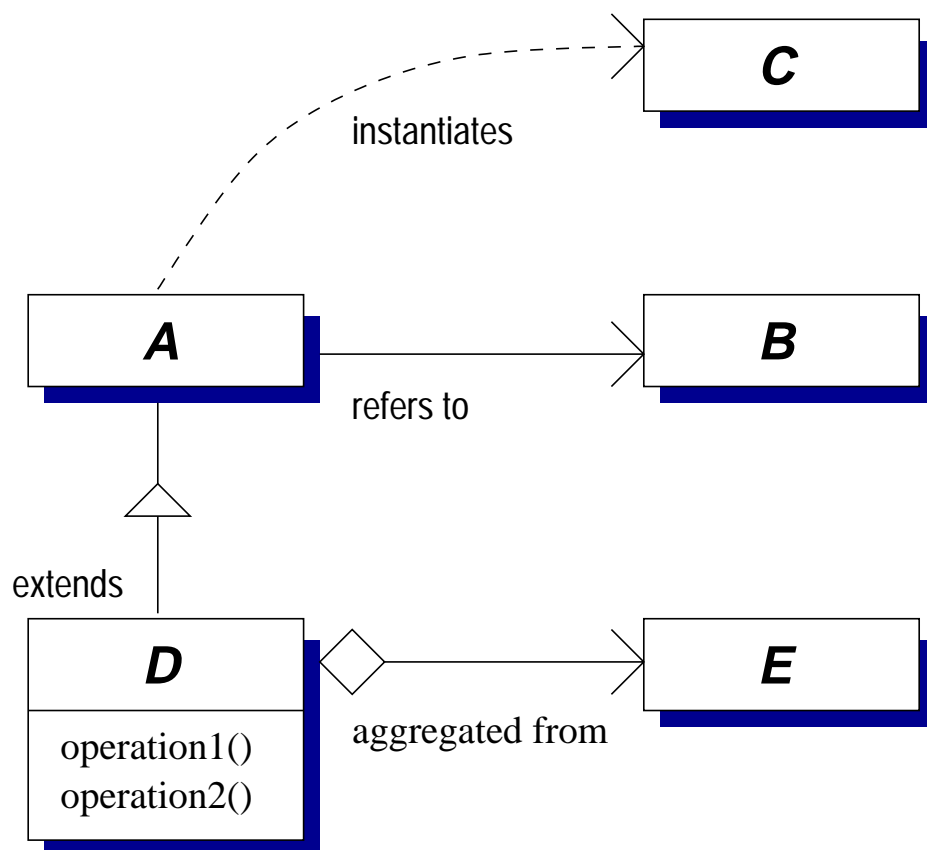 C
instantiates
A
B
refers to
extends
D
E
aggregated from
operation1()
operation2()